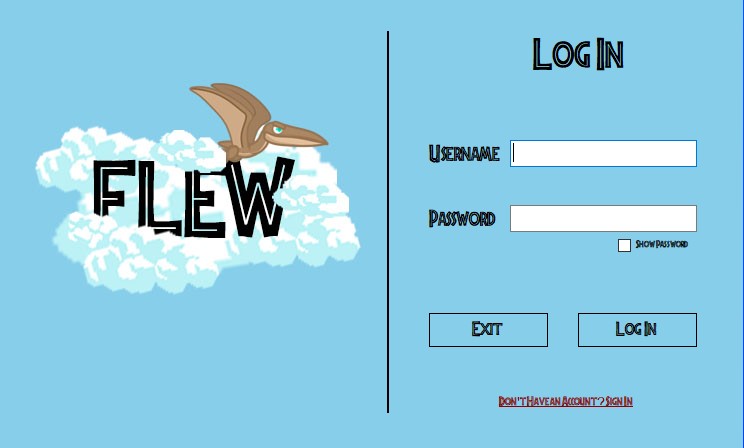 FLEW
Log In
Username
Password
Show Password
Exit
Log In
Don't Have an Account? Sign In